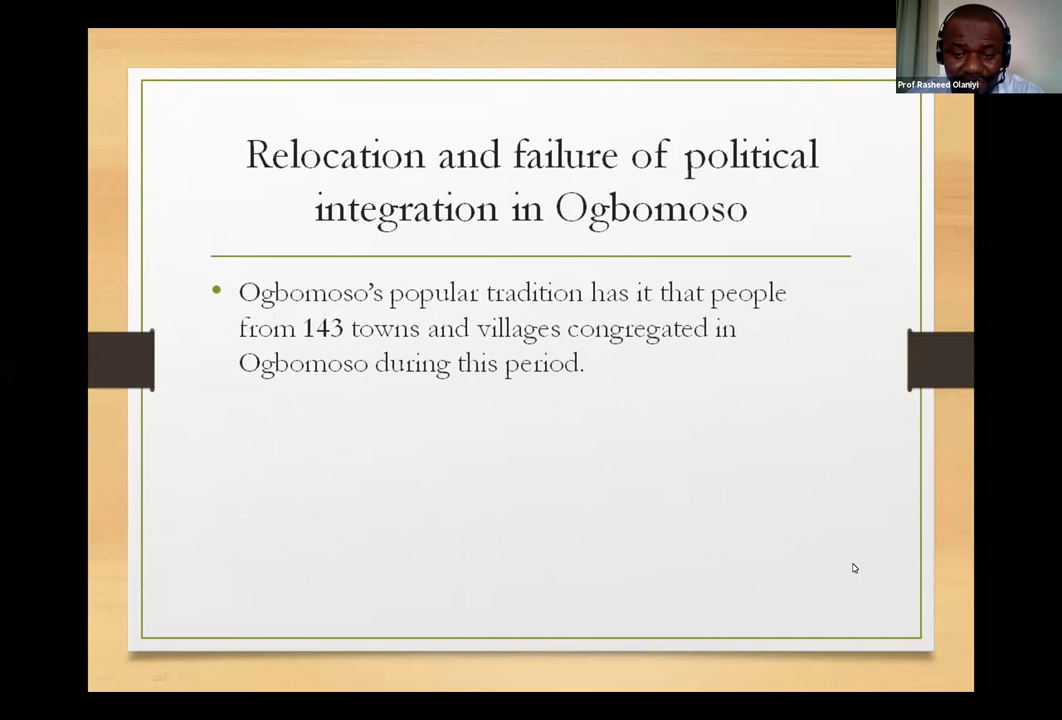 Prof Rasheed Olaniyi
Relocation and failure of political
integration in Ogbomoso
• Ogbomoso’s popular tradition has it that people
from 143 towns and villages congregated in
Ogbomoso during this period.